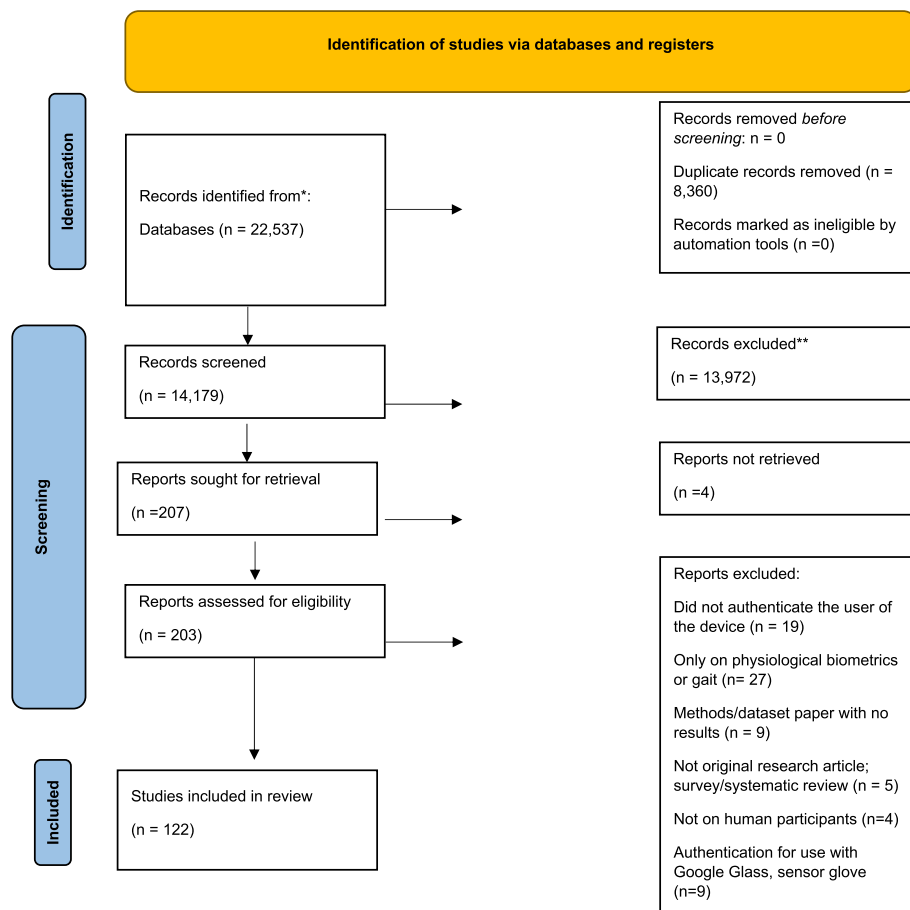 Identification of studies via databases and registers
Identification
Records identified from*:
Databases (n = 22,537)
Records removed before
screening: n = 0
Duplicate records removed (n =
8,360)
Records marked as ineligible by
automation tools (n =0)
Screening
Records screened
(n = 14,179)
Records excluded**
(n = 13,972)
Reports sought for retrieval
(n =207)
Reports not retrieved
(n =4)
Reports assessed for eligibility
(n = 203)
Reports excluded:
Did not authenticate the user of
the device (n = 19)
Only on physiological biometrics
or gait (n= 27)
Methods/dataset paper with no
results (n = 9)
Not original research article;
survey/systematic review (n = 5)
Not on human participants (n=4)
Authentication for use with
Google Glass, sensor glove
(n=9)
Included
Studies included in review
(n = 122)